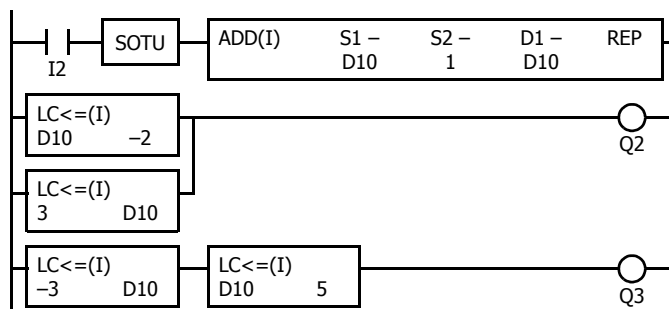 SOTU
ADD(I) S1 – S2 – D1 – REP
D10 1 D10
I2
LC<=(I)
D10 –2
Q2
LC<=(I)
3 D10
LC<=(I) LC<=(I)
–3 D10 D10 5
Q3